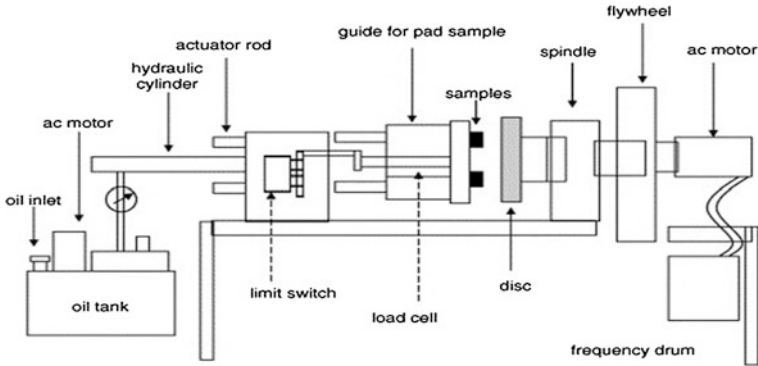 flywheel
guide for pad sample
actuator rod
spindle
ac motor
hydraulic
cylinder
samples
ac motor
oil inlet
disc
limit switch
oil tank
load cell
frequency drum